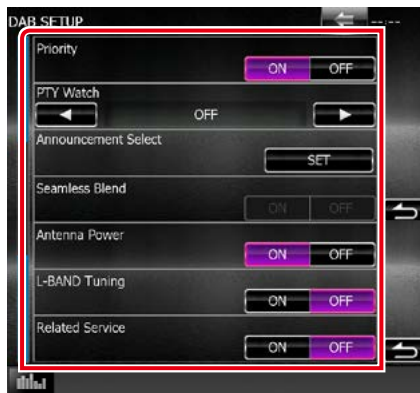 DAB SETUP
--:--
Priority
ON OFF
PTY Watch
OFF
Announcement Select
SET
Seamless Blend
ON OFF
Antenna Power
ON OFF
L-BAND Tuning
ON OFF
Related Service
ON OFF